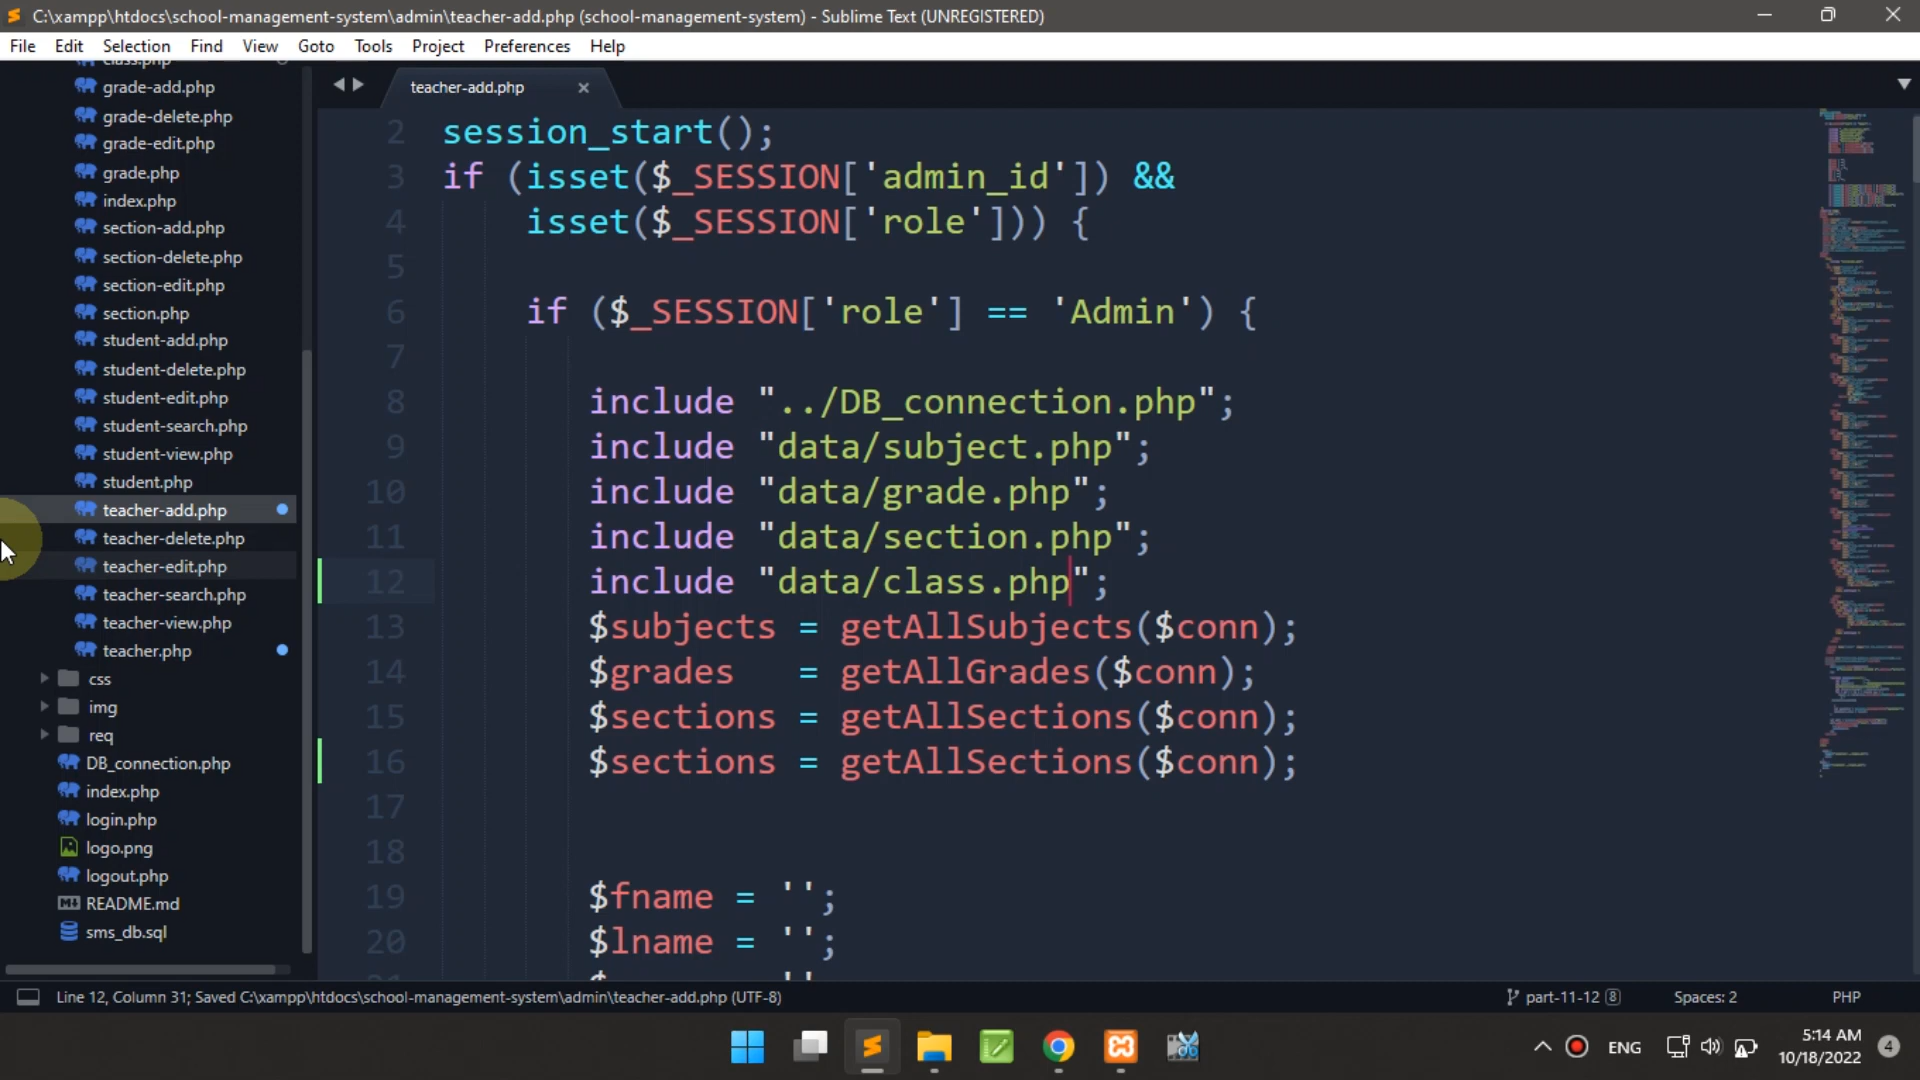 C:\xampp\htdocs\school-management-system\admin\teacher-add.php (school-management-system) - Sublime Text (UNREGISTERED)
File Edit Selection Find View Goto Tools Project Preferences Help
class.php
grade-add.php
grade-delete.php
grade-edit.php
grade.php
index.php
section-add.php
section-delete.php
section-edit.php
section.php
student-add.php
student-delete.php
student-edit.php
student-search.php
student-view.php
student.php
teacher-add.php
teacher-delete.php
teacher-edit.php
teacher-search.php
teacher-view.php
teacher.php
css
img
req
DB_connection.php
index.php
login.php
logo.png
logout.php
README.md
sms_db.sql
teacher-add.php
2 session_start();
3 if (isset($_SESSION['admin_id']) &&
4 isset($_SESSION['role'])) {
5
6 if ($_SESSION['role'] == 'Admin') {
7
8 include "../DB_connection.php";
9 include "data/subject.php";
10 include "data/grade.php";
11 include "data/section.php";
12 include "data/class.php";
13 $subjects = getAllSubjects($conn);
14 $grades = getAllGrades($conn);
15 $sections = getAllSections($conn);
16 $sections = getAllSections($conn);
17
18
19 $fname = '';
20 $lname = '';
Line 12, Column 31; Saved C:\xampp\htdocs\school-management-system\admin\teacher-add.php (UTF-8)
part-11-12 8
Spaces: 2
PHP
ENG
5:14 AM
10/18/2022
4